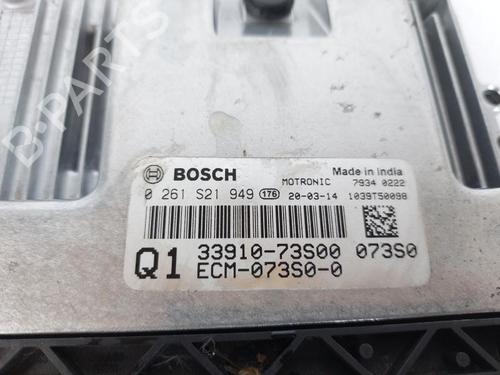 B-PARTS
BOSCH
Made in India
MOTRONIC 7934 0222
0 261 S21 949 176 20-03-14 1039T50098
Q1 33910-73S00 073S0
ECM-073S0-0